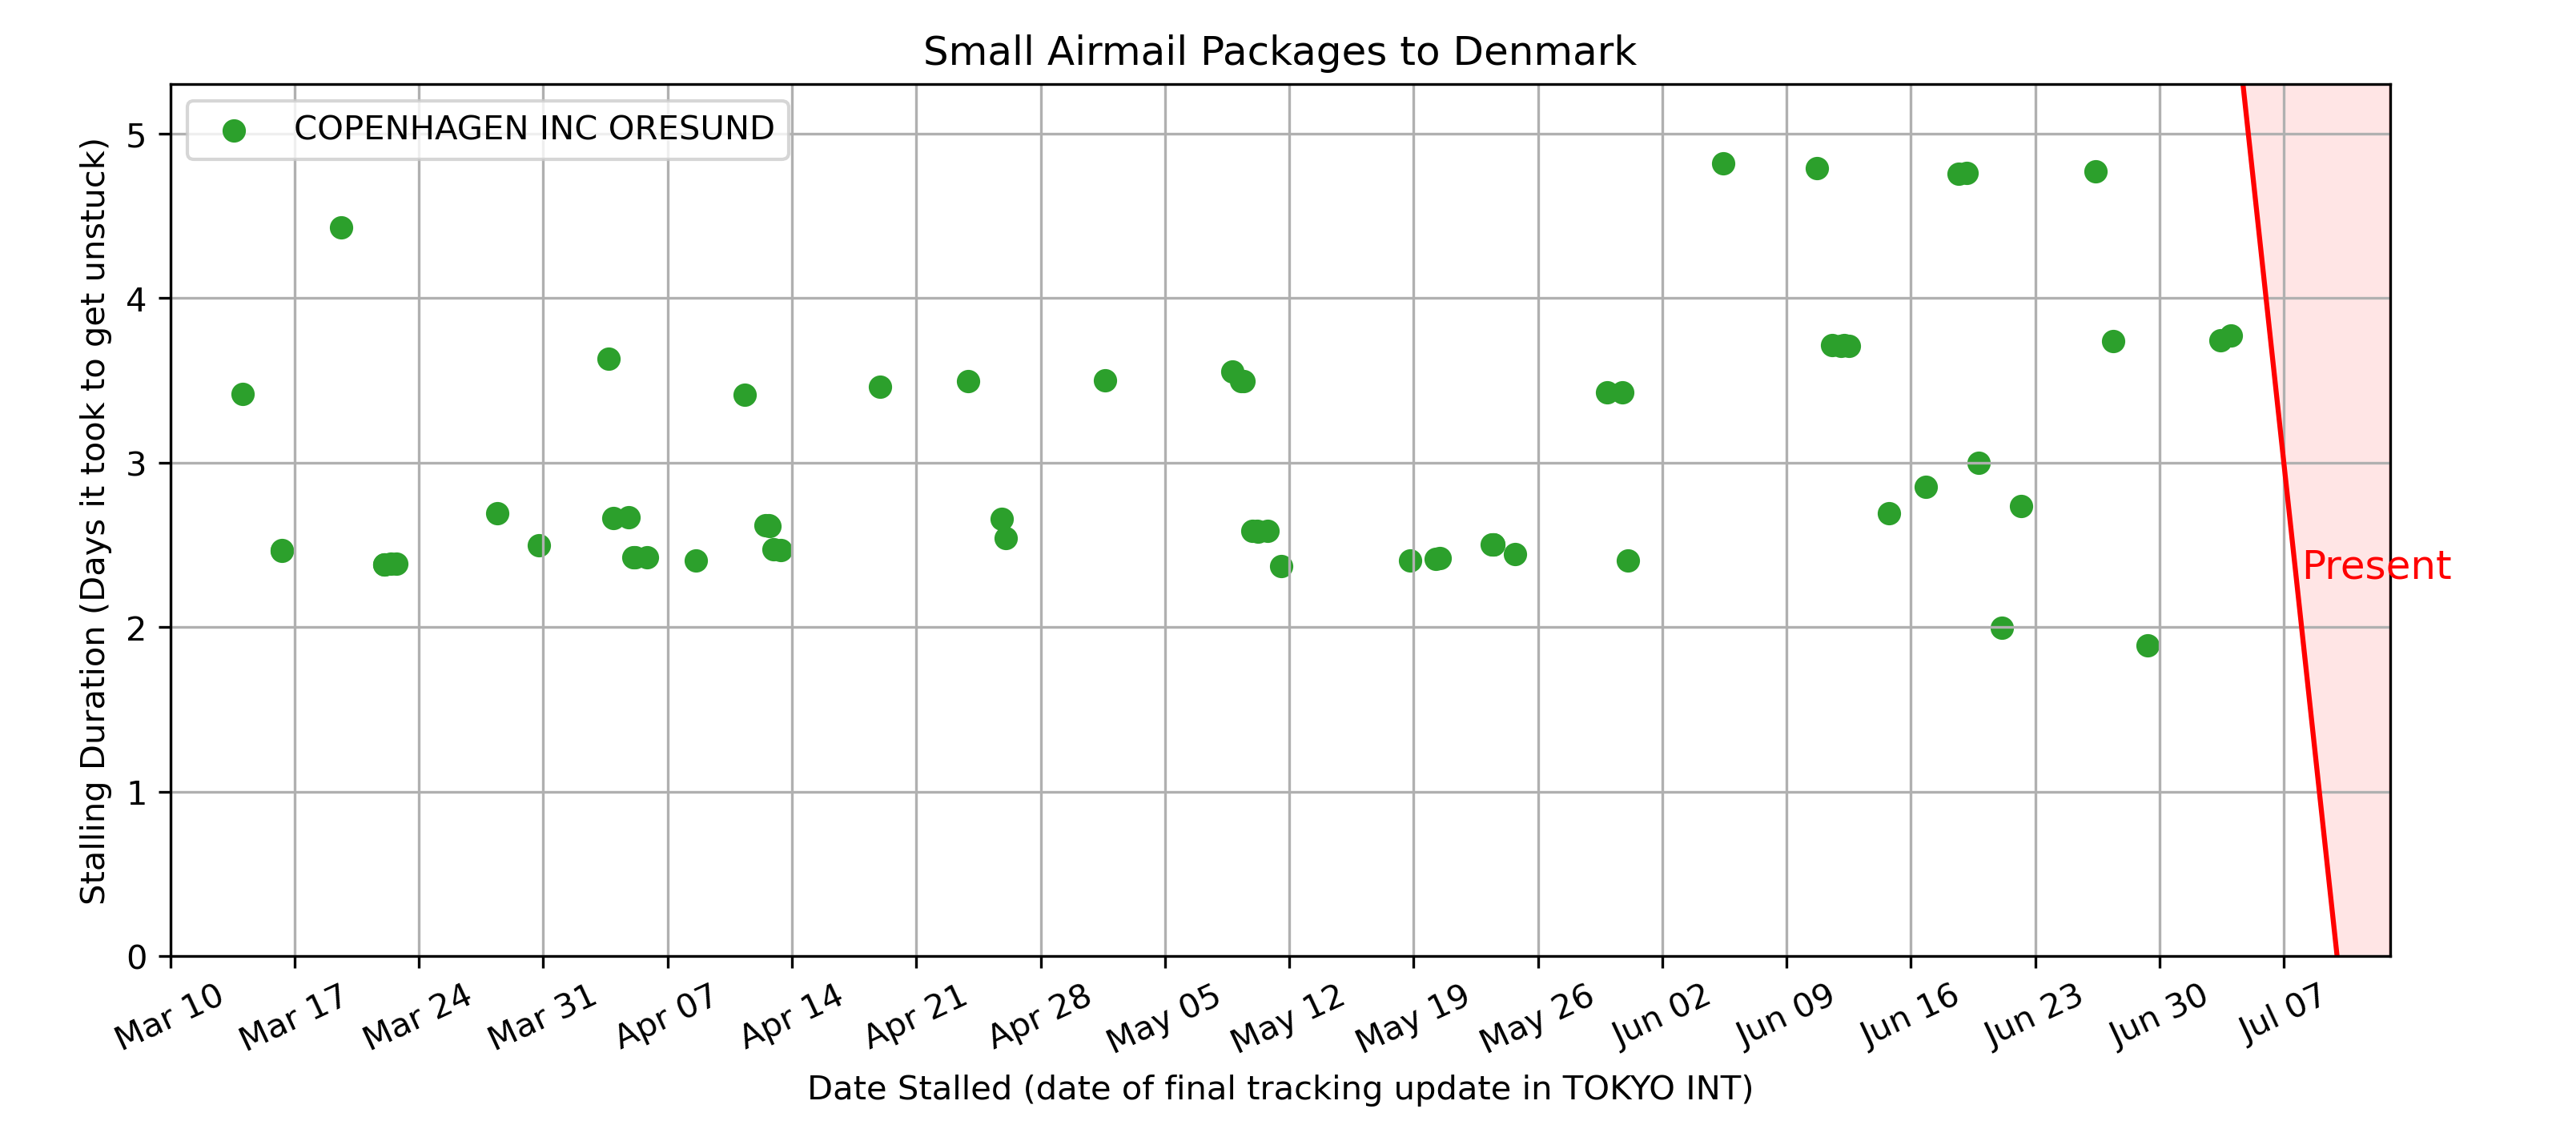 Small Airmail Packages to Denmark
COPENHAGEN INC ORESUND
Stalling Duration (Days it took to get unstuck)
5
4
3
2
1
0
Present
Mar 10
Mar 17
Mar 24
Mar 31
Apr 07
Apr 14
Apr 21
Apr 28
May 05
May 12
May 19
May 26
Jun 02
Jun 09
Jun 16
Jun 23
Jun 30
Jul 07
Date Stalled (date of final tracking update in TOKYO INT)